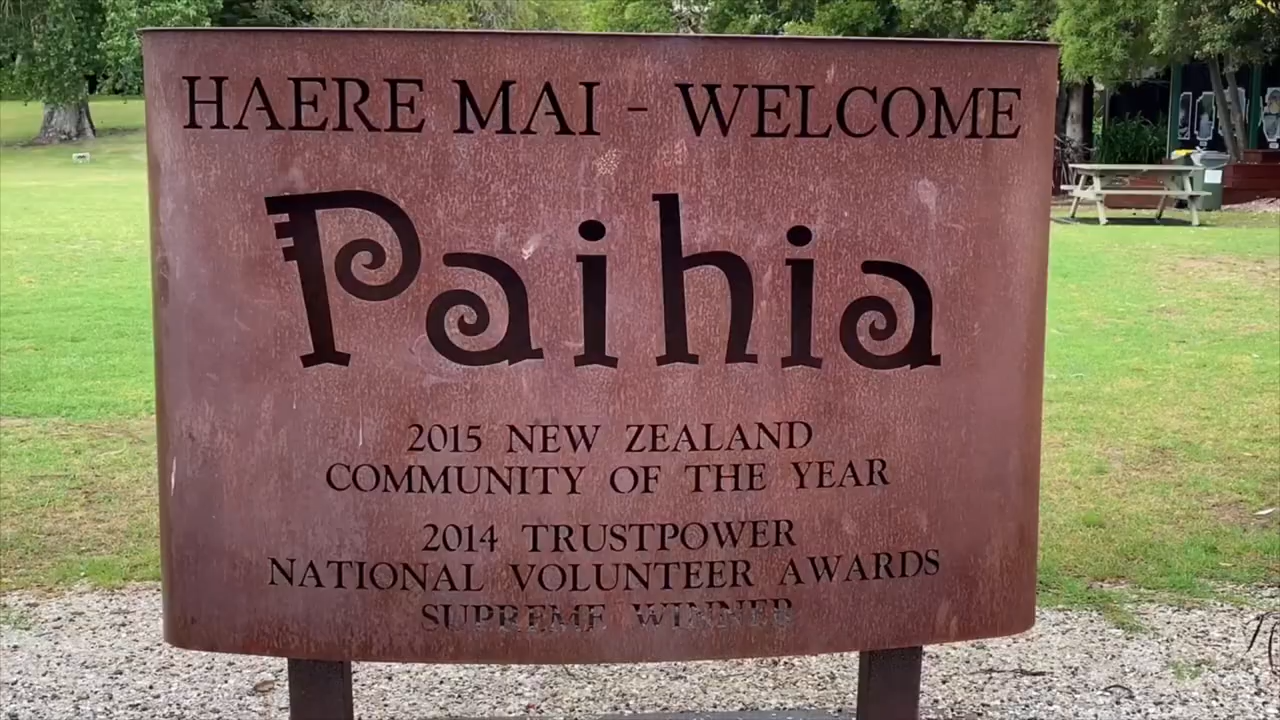 HAERE MAI - WELCOME
Paihia
2015 NEW ZEALAND
COMMUNITY OF THE YEAR
2014 TRUSTPOWER
NATIONAL VOLUNTEER AWARDS
SUPREME WINNER